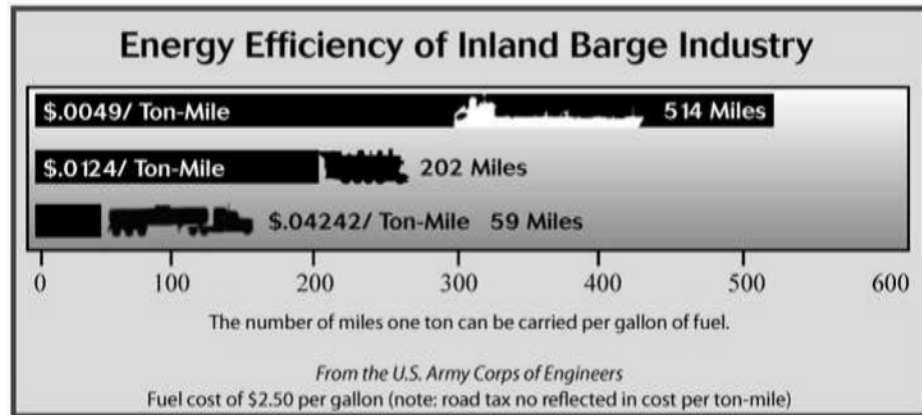 Energy Efficiency of Inland Barge Industry
$.0049/ Ton-Mile 514 Miles
$.0124/ Ton-Mile 202 Miles
$.04242/ Ton-Mile 59 Miles
0 100 200 300 400 500 600
The number of miles one ton can be carried per gallon of fuel.
From the U.S. Army Corps of Engineers
Fuel cost of $2.50 per gallon (note: road tax no reflected in cost per ton-mile)